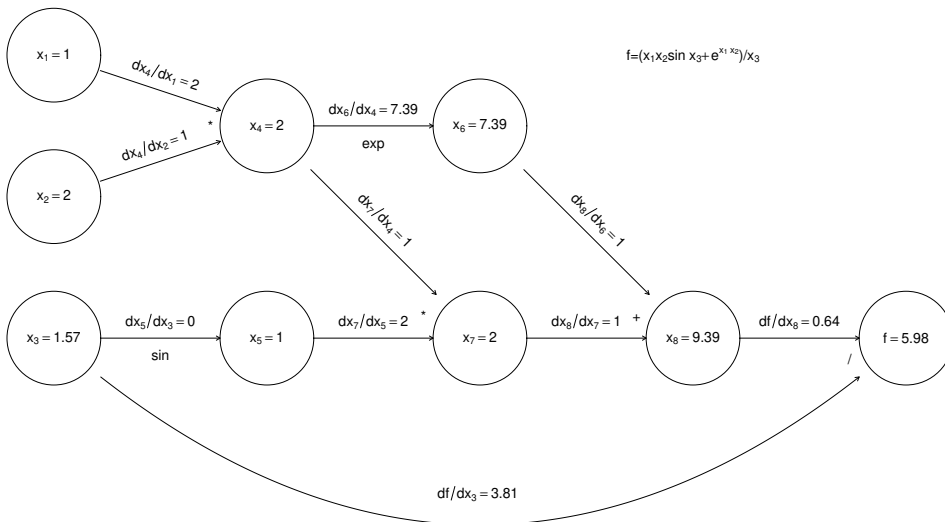 x₁ = 1
f=(x₁x₂sin x₃+e^{x₁ x₂})/x₃
dx₄/dx₁ = 2
dx₆/dx₄ = 7.39
*
x₄ = 2
x₆ = 7.39
exp
dx₄/dx₂ = 1
x₂ = 2
dx₇/dx₄ = 1
dx₈/dx₆ = 1
dx₅/dx₃ = 0
dx₇/dx₅ = 2
*
dx₈/dx₇ = 1
+
df/dx₈ = 0.64
x₃ = 1.57
x₅ = 1
x₇ = 2
x₈ = 9.39
f = 5.98
sin
/
df/dx₃ = 3.81